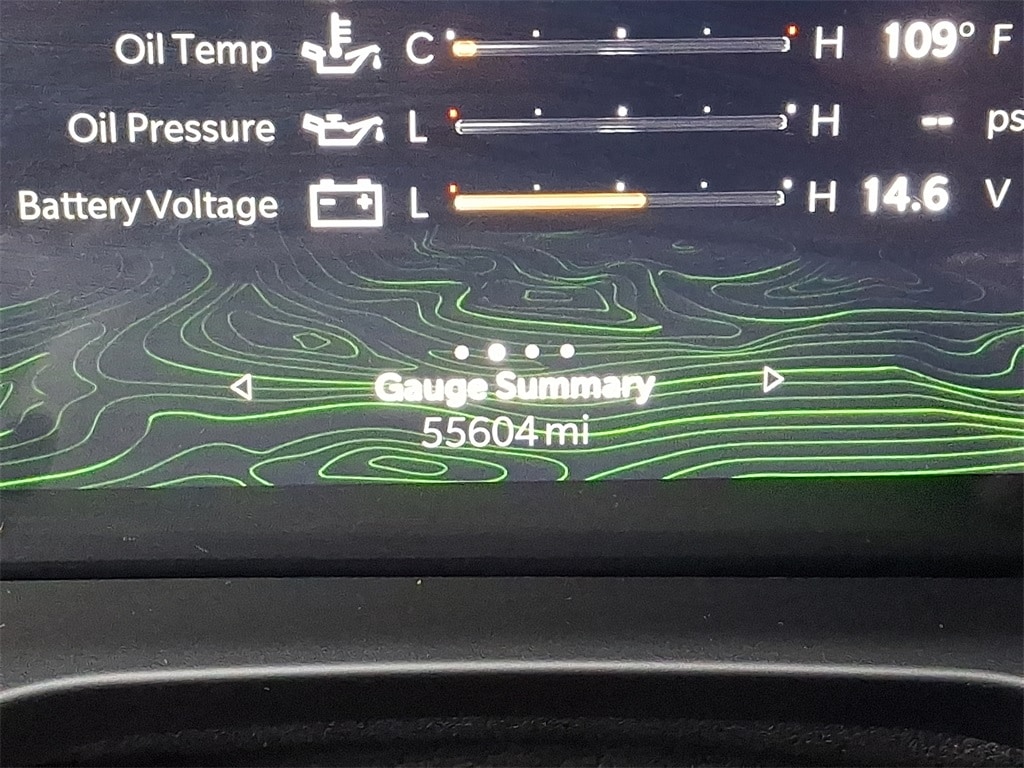 Oil Temp C H 109° F
Oil Pressure L H -- ps
Battery Voltage L - + H 14.6 V
Gauge Summary
55604 mi